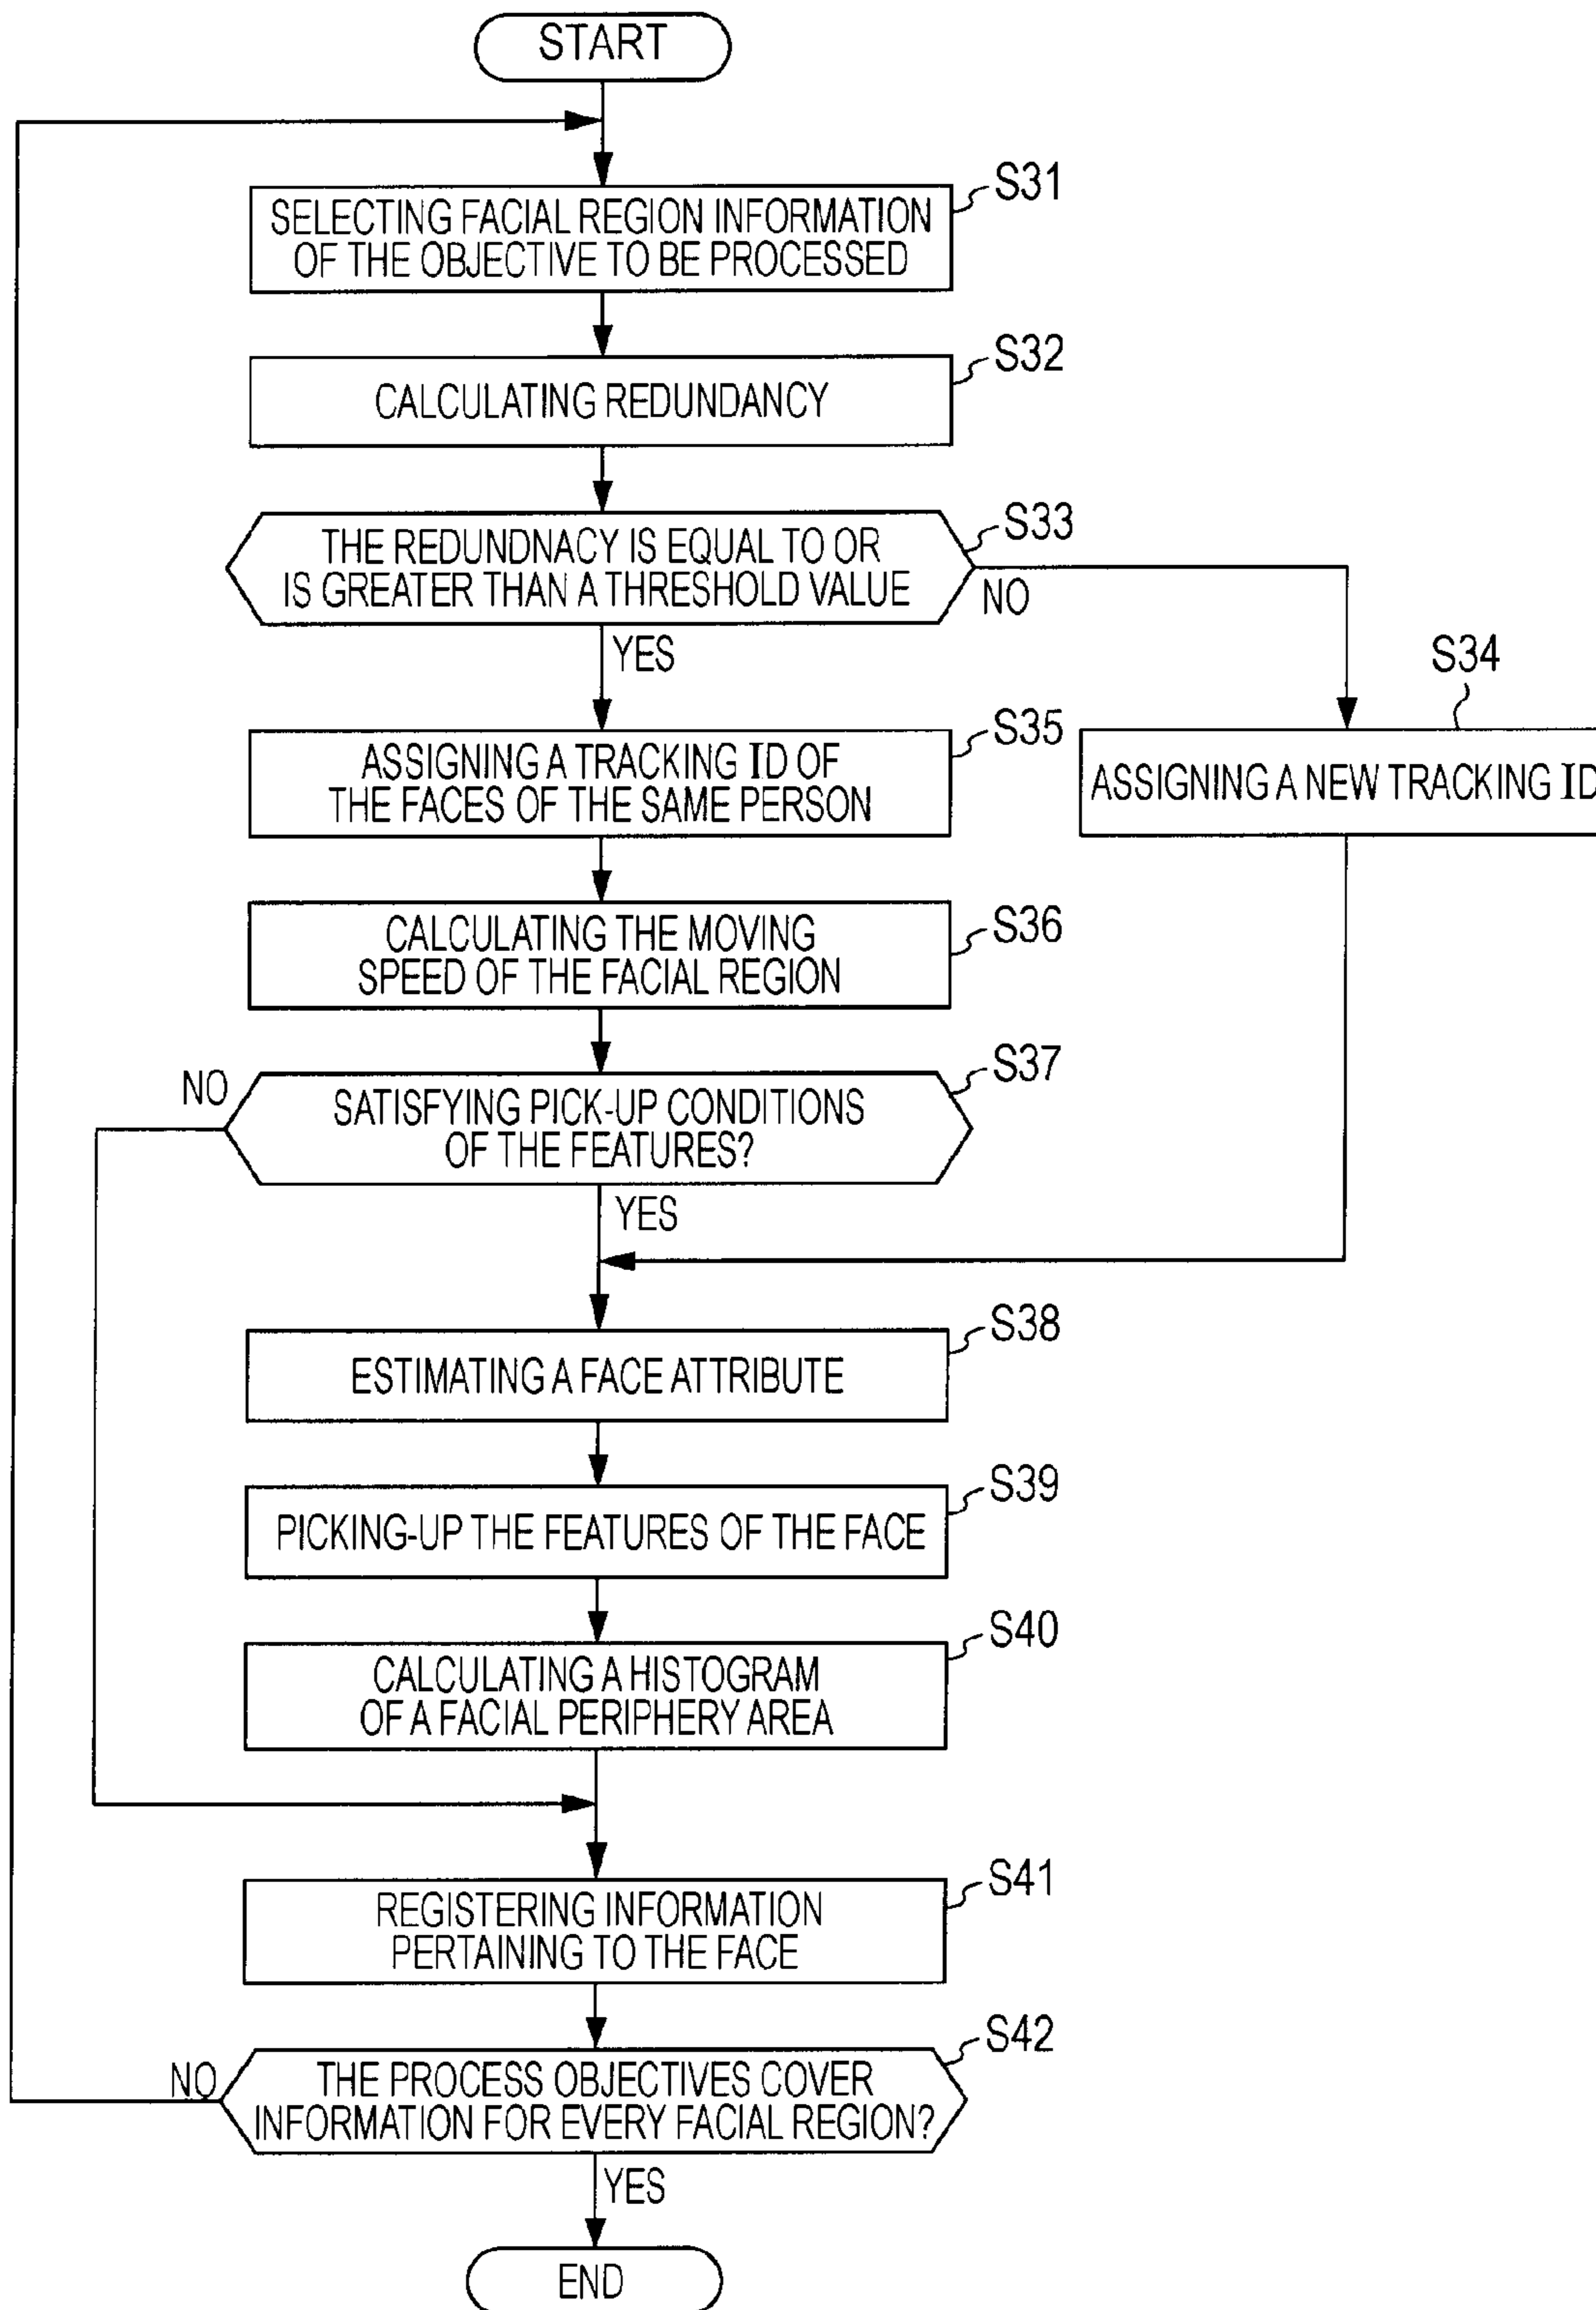 START
S31
SELECTING FACIAL REGION INFORMATION
OF THE OBJECTIVE TO BE PROCESSED
S32
CALCULATING REDUNDANCY
S33
THE REDUNDNACY IS EQUAL TO OR
IS GREATER THAN A THRESHOLD VALUE
NO
YES
S34
ASSIGNING A NEW TRACKING ID
S35
ASSIGNING A TRACKING ID OF
THE FACES OF THE SAME PERSON
S36
CALCULATING THE MOVING
SPEED OF THE FACIAL REGION
S37
NO
SATISFYING PICK-UP CONDITIONS
OF THE FEATURES?
YES
S38
ESTIMATING A FACE ATTRIBUTE
S39
PICKING-UP THE FEATURES OF THE FACE
S40
CALCULATING A HISTOGRAM
OF A FACIAL PERIPHERY AREA
S41
REGISTERING INFORMATION
PERTAINING TO THE FACE
S42
NO
THE PROCESS OBJECTIVES COVER
INFORMATION FOR EVERY FACIAL REGION?
YES
END